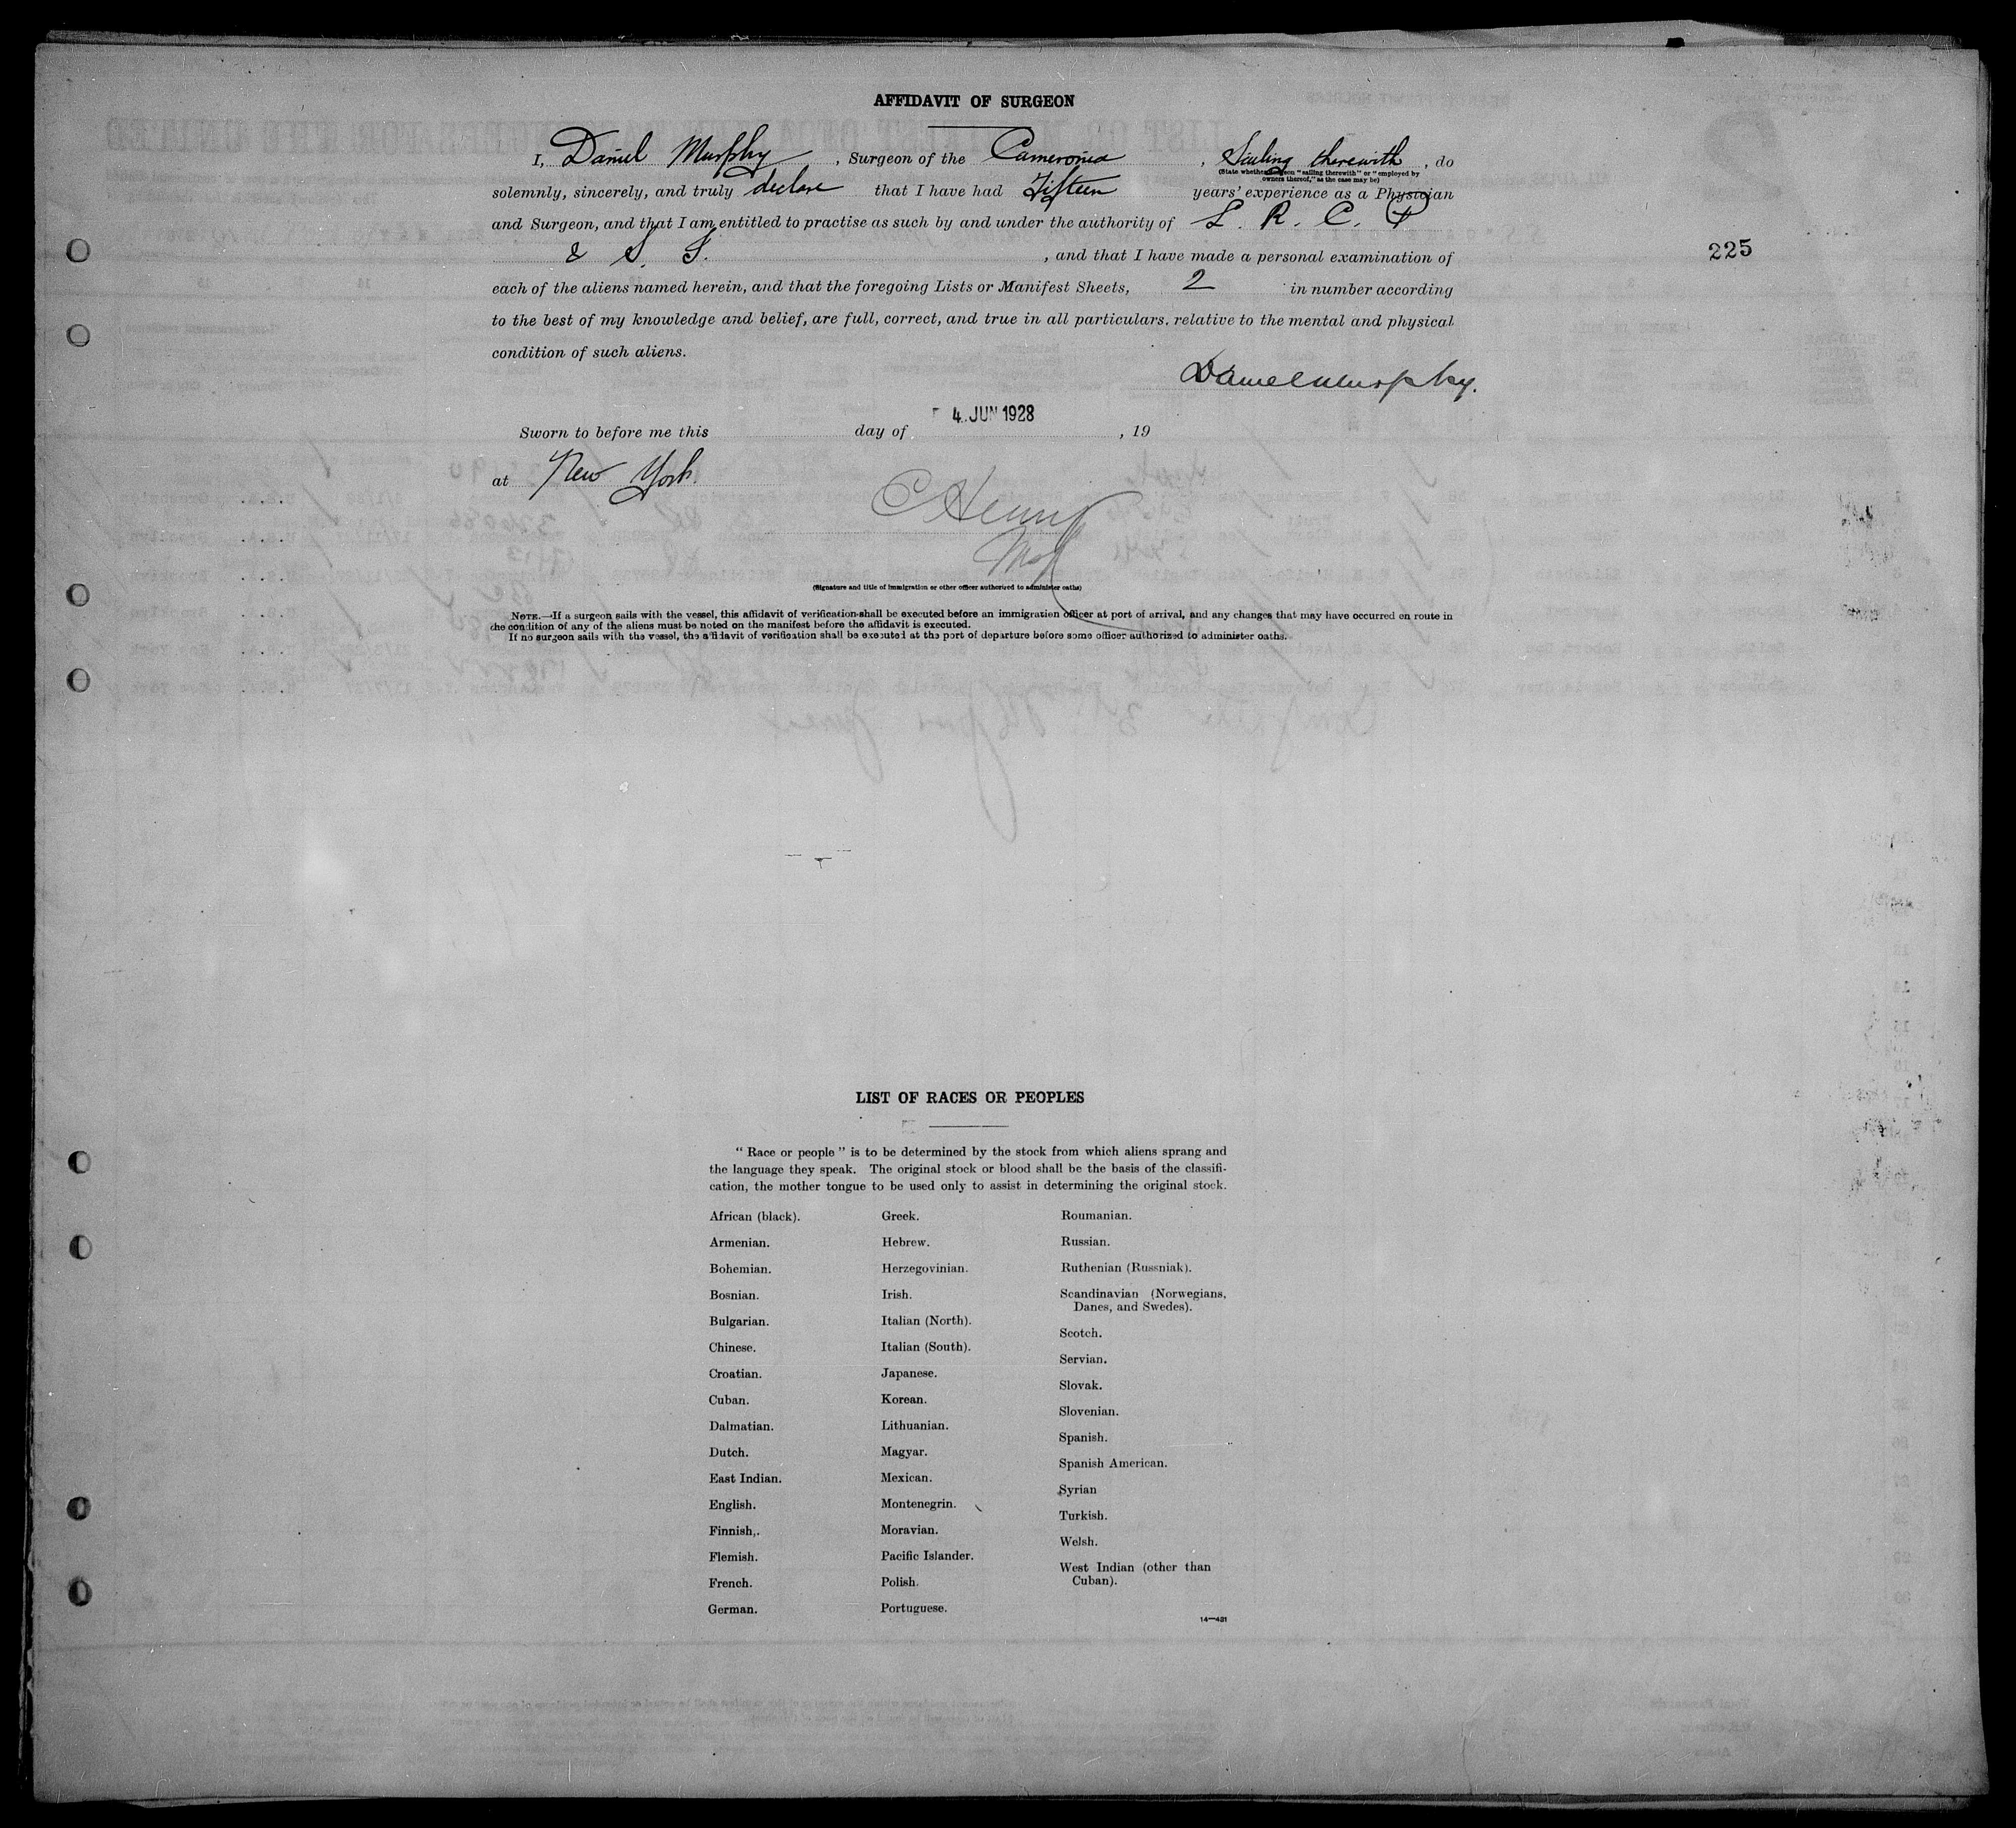 AFFIDAVIT OF SURGEON
I, Daniel Murphy, Surgeon of the Cameronia, Sailing therewith, do
(State whether surgeon "sailing therewith" or "employed by
owners thereof," as the case may be)
solemnly, sincerely, and truly declare that I have had Fifteen years' experience as a Physician
and Surgeon, and that I am entitled to practise as such by and under the authority of L. R. C. P
& S. S. , and that I have made a personal examination of
225
each of the aliens named herein, and that the foregoing Lists or Manifest Sheets, 2 in number according
to the best of my knowledge and belief, are full, correct, and true in all particulars, relative to the mental and physical
condition of such aliens.
Daniel Murphy.
4 JUN 1928
Sworn to before me this day of , 19
at New York.
(Signature and title of immigration or other officer authorized to administer oaths)
NOTE.—If a surgeon sails with the vessel, this affidavit of verification shall be executed before an immigration officer at port of arrival, and any changes that may have occurred en route in
the condition of any of the aliens must be noted on the manifest before the affidavit is executed.
If no surgeon sails with the vessel, the affidavit of verification shall be executed at the port of departure before some officer authorized to administer oaths.
LIST OF RACES OR PEOPLES
"Race or people" is to be determined by the stock from which aliens sprang and
the language they speak. The original stock or blood shall be the basis of the classifi-
cation, the mother tongue to be used only to assist in determining the original stock.
African (black).
Armenian.
Bohemian.
Bosnian.
Bulgarian.
Chinese.
Croatian.
Cuban.
Dalmatian.
Dutch.
East Indian.
English.
Finnish,.
Flemish.
French.
German.
Greek.
Hebrew.
Herzegovinian.
Irish.
Italian (North).
Italian (South).
Japanese.
Korean.
Lithuanian.
Magyar.
Mexican.
Montenegrin.
Moravian.
Pacific Islander.
Polish.
Portuguese.
Roumanian.
Russian.
Ruthenian (Russniak).
Scandinavian (Norwegians,
Danes, and Swedes).
Scotch.
Servian.
Slovak.
Slovenian.
Spanish.
Spanish American.
Syrian
Turkish.
Welsh.
West Indian (other than
Cuban).
14—431